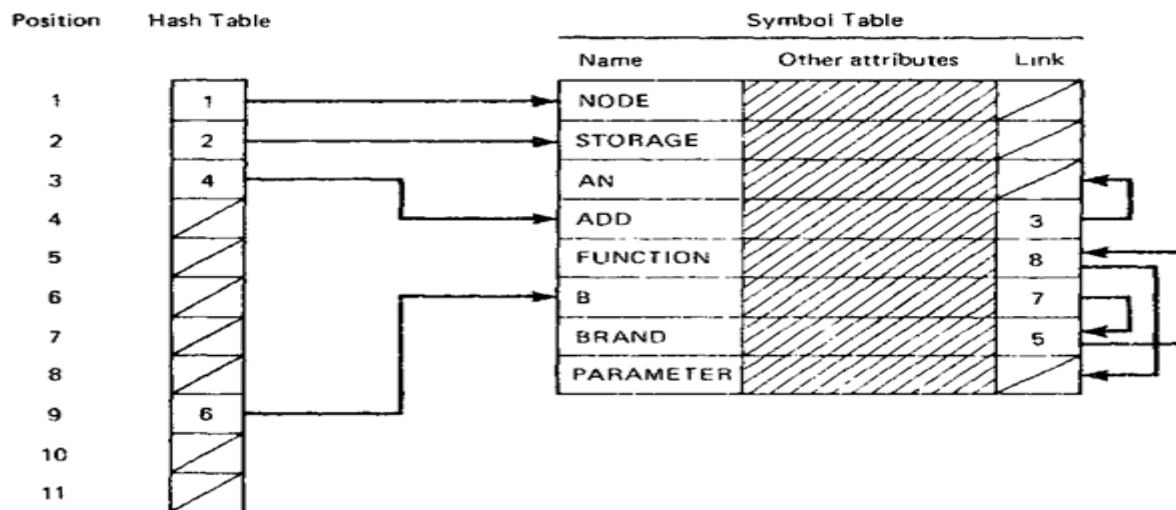 Position Hash Table Symbol Table
Name Other attributes Link
1 1 NODE
2 2 STORAGE
3 4 AN
4 ADD 3
5 FUNCTION 8
6 B 7
7 BRAND 5
8 PARAMETER
9 6
10
11